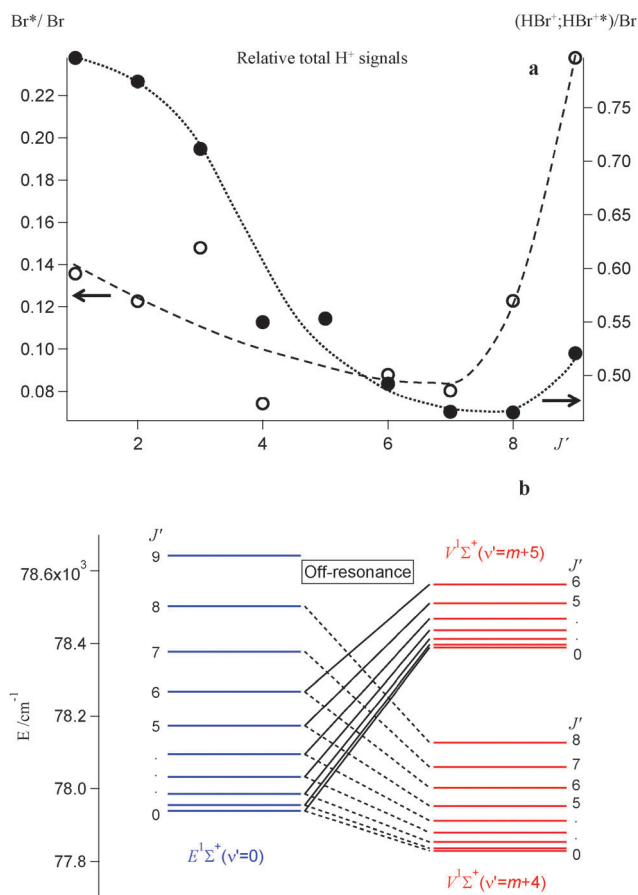 Br*/ Br
(HBr⁺;HBr⁺*)/Br
Relative total H⁺ signals
a
0.22
0.20
0.18
0.16
0.14
0.12
0.10
0.08
0.75
0.70
0.65
0.60
0.55
0.50
2
4
6
8
J´
b
E /cm⁻¹
78.6x10³
78.4
78.2
78.0
77.8
J'
9
8
7
6
5
.
.
.
0
E¹Σ⁺(ν'=0)
Off-resonance
V¹Σ⁺(ν'=m+5)
J'
6
5
.
.
0
J'
8
7
6
5
.
.
0
V¹Σ⁺(ν'=m+4)